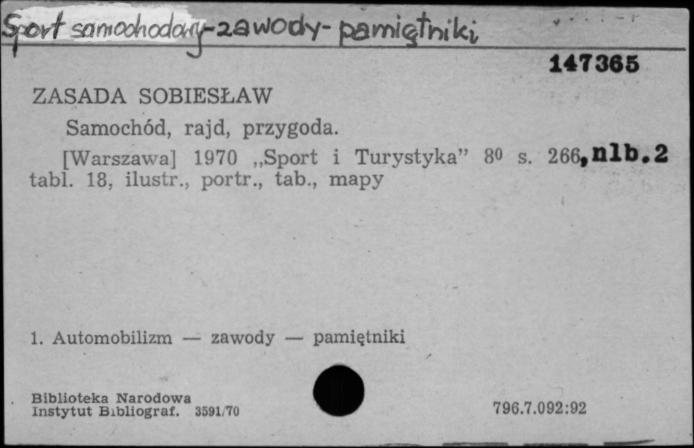 Sport samochodowy-zawody-pamiętniki
147365
ZASADA SOBIESŁAW
Samochód, rajd, przygoda.
[Warszawa] 1970 „Sport i Turystyka” 8⁰ s. 266, nlb. 2
tabl. 18, ilustr., portr., tab., mapy
1. Automobilizm — zawody — pamiętniki
Biblioteka Narodowa
Instytut Bibliograf. 3591/70
796.7.092:92